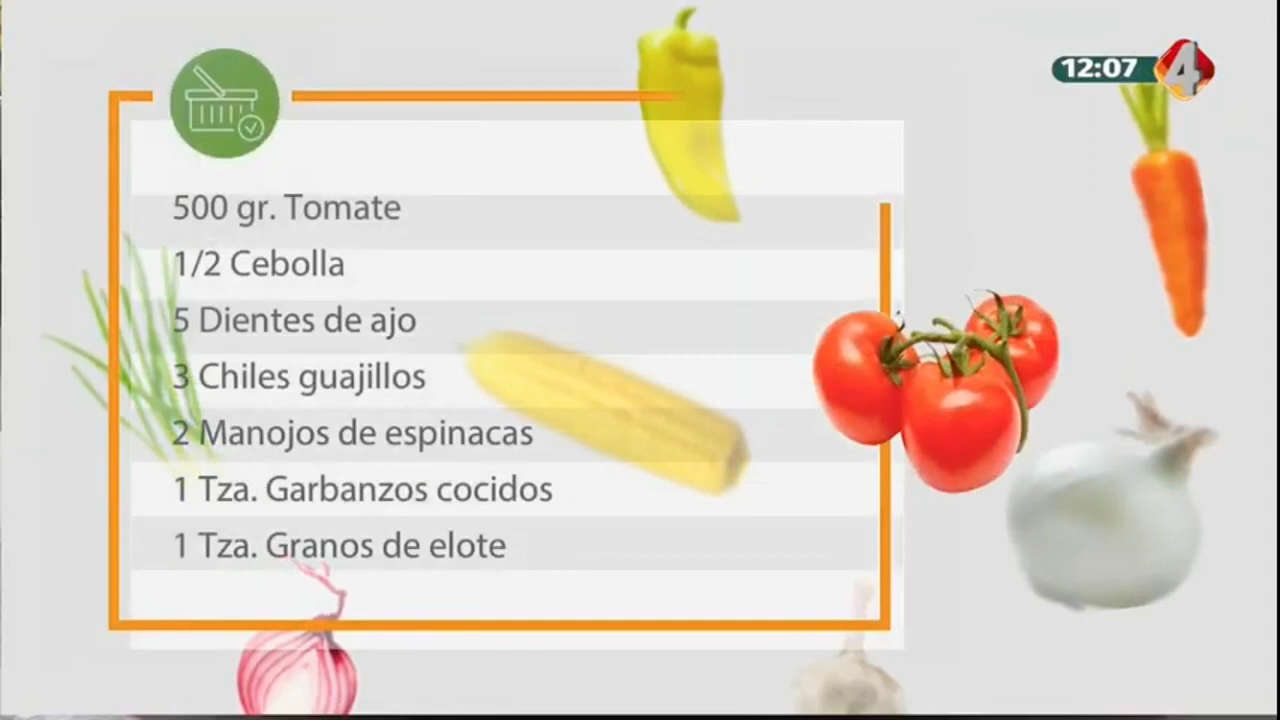 12:07 4
500 gr. Tomate
1/2 Cebolla
5 Dientes de ajo
3 Chiles guajillos
2 Manojos de espinacas
1 Tza. Garbanzos cocidos
1 Tza. Granos de elote